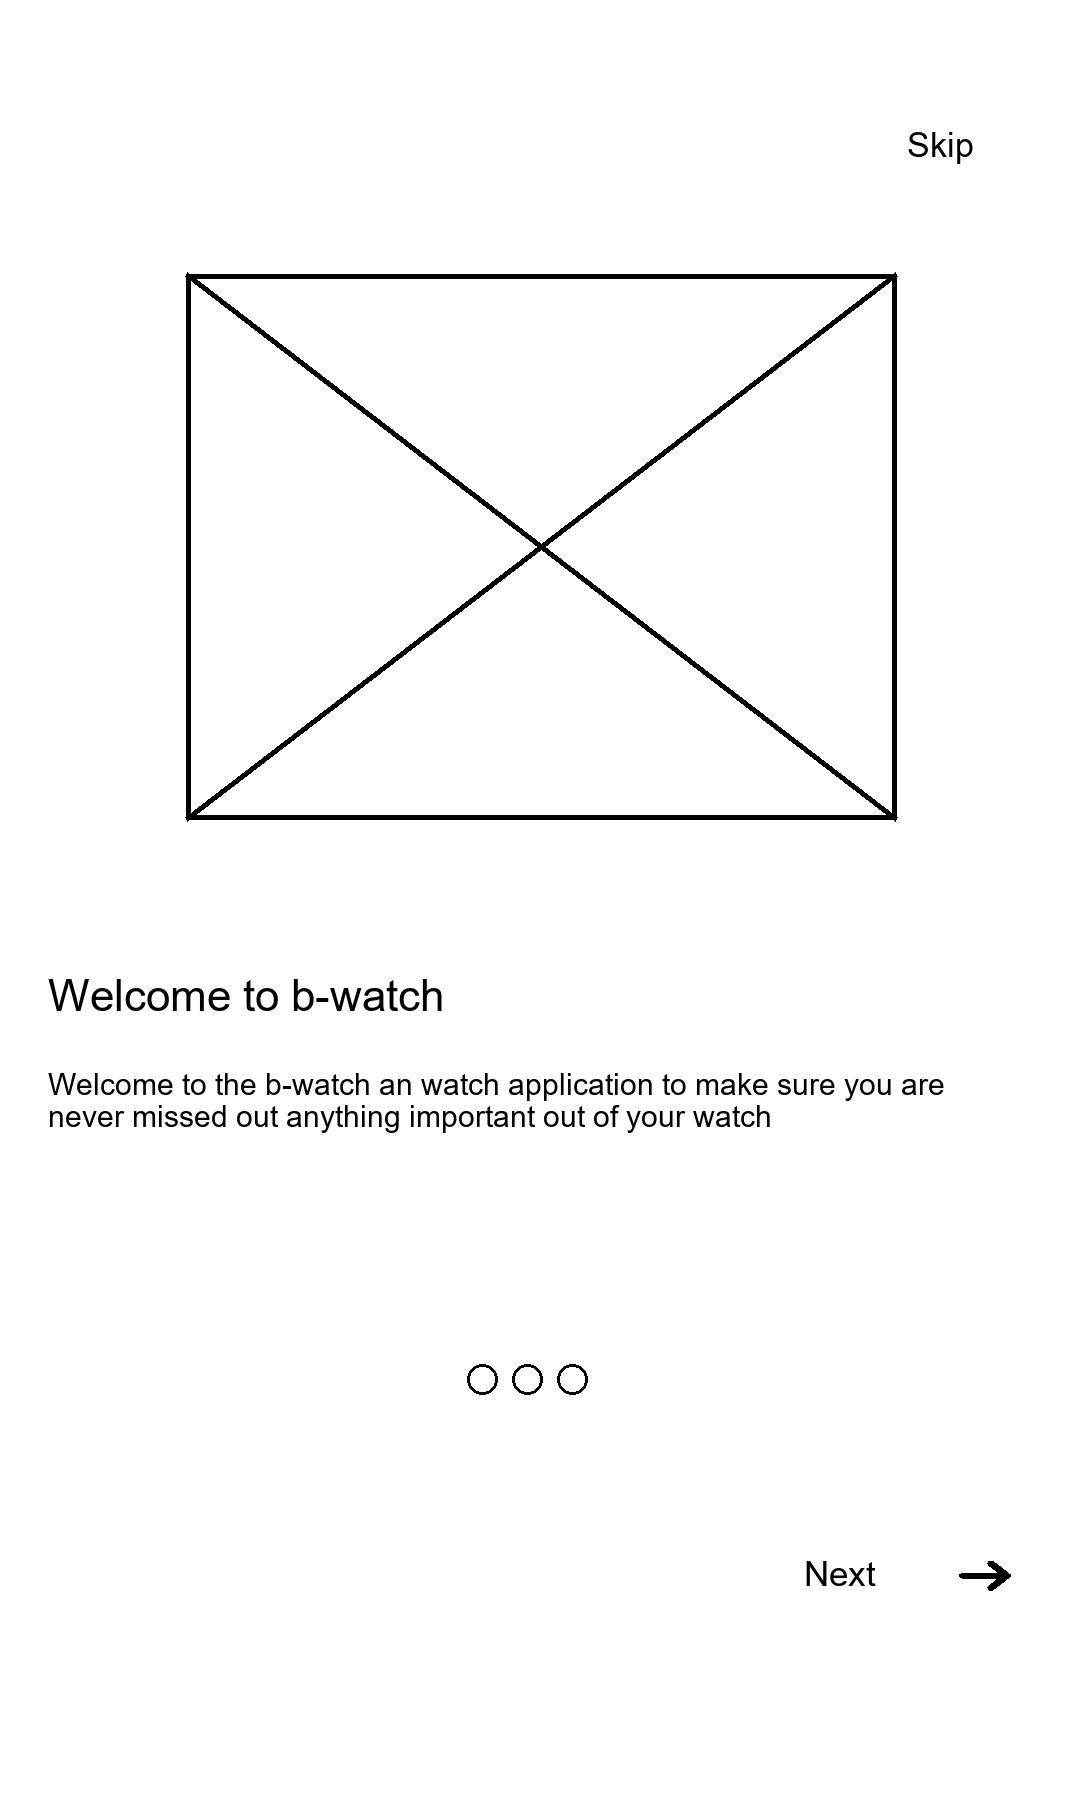 Skip
Welcome to b-watch
Welcome to the b-watch an watch application to make sure you are
never missed out anything important out of your watch
Next